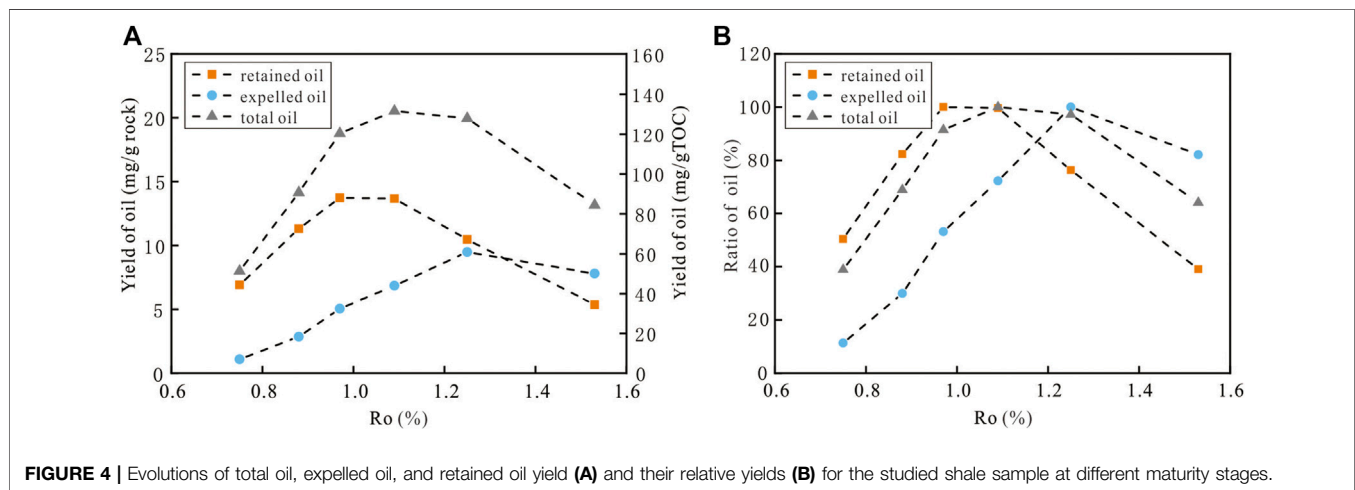 A
B
25
20
15
10
5
0
Yield of oil (mg/g rock)
retained oil
expelled oil
total oil
160
140
120
100
80
60
40
20
0
Yield of oil (mg/gTOC)
0.6 0.8 1.0 1.2 1.4 1.6
Ro (%)
120
100
80
60
40
20
0
Ratio of oil (%)
retained oil
expelled oil
total oil
0.6 0.8 1.0 1.2 1.4 1.6
Ro (%)
FIGURE 4 | Evolutions of total oil, expelled oil, and retained oil yield (A) and their relative yields (B) for the studied shale sample at different maturity stages.